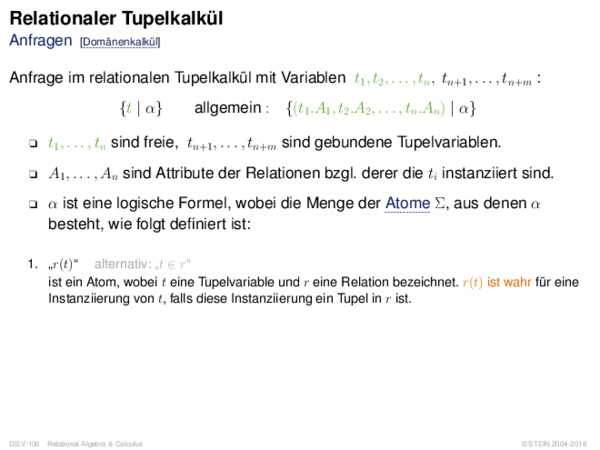 Relationaler Tupelkalkül
Anfragen [Domänenkalkül]
Anfrage im relationalen Tupelkalkül mit Variablen t₁, t₂, . . . , tₙ, tₙ₊₁, . . . , tₙ₊ₘ :
{t | α} allgemein : {(t₁.A₁, t₂.A₂, . . . , tₙ.Aₙ) | α}
❑ t₁, . . . , tₙ sind freie, tₙ₊₁, . . . , tₙ₊ₘ sind gebundene Tupelvariablen.
❑ A₁, . . . , Aₙ sind Attribute der Relationen bzgl. derer die tᵢ instanziiert sind.
❑ α ist eine logische Formel, wobei die Menge der Atome Σ, aus denen α
besteht, wie folgt definiert ist:
1. „r(t)“ alternativ: „t ∈ r“
ist ein Atom, wobei t eine Tupelvariable und r eine Relation bezeichnet. r(t) ist wahr für eine
Instanziierung von t, falls diese Instanziierung ein Tupel in r ist.
DB:V-106 Relational Algebra & Calculus © STEIN 2004-2018